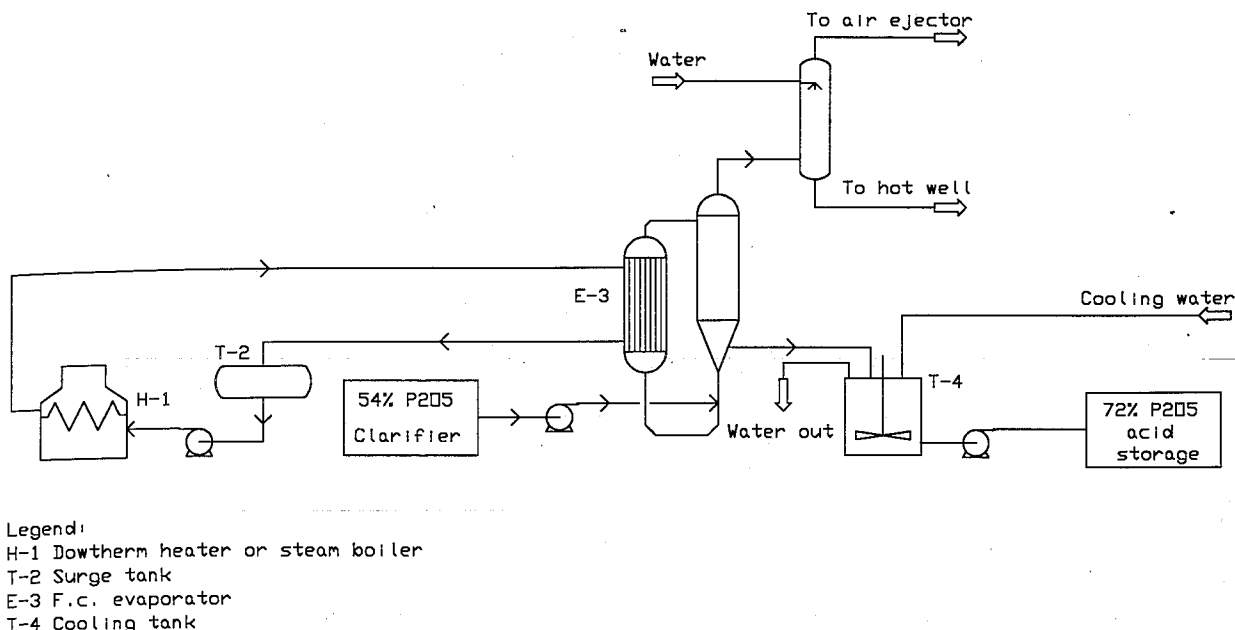 To air ejector
Water
To hot well
E-3
Cooling water
T-2
H-1
54% P2O5
Clarifier
T-4
Water out
72% P2O5
acid
storage
Legend:
H-1 Dowtherm heater or steam boiler
T-2 Surge tank
E-3 F.c. evaporator
T-4 Cooling tank